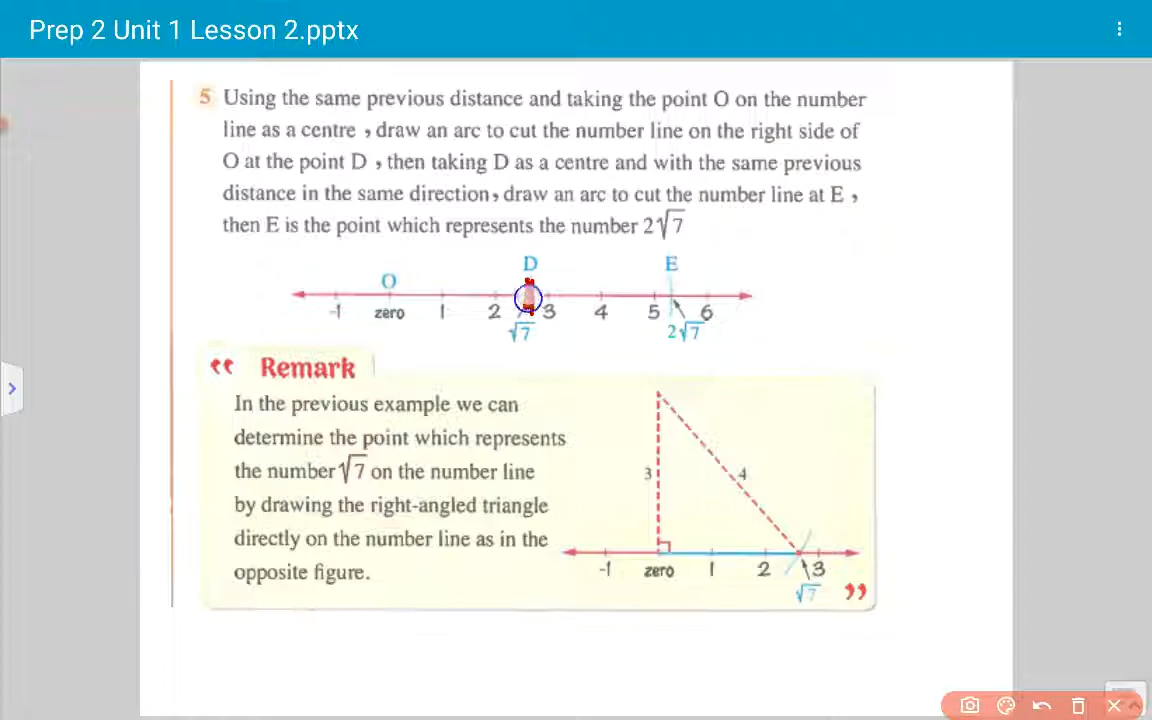 Prep 2 Unit 1 Lesson 2.pptx
5 Using the same previous distance and taking the point O on the number
line as a centre , draw an arc to cut the number line on the right side of
O at the point D , then taking D as a centre and with the same previous
distance in the same direction, draw an arc to cut the number line at E ,
then E is the point which represents the number 2√7
D E
O
-1 zero 1 2 3 4 5 6
√7 2√7
Remark
In the previous example we can
determine the point which represents
the number √7 on the number line
by drawing the right-angled triangle
directly on the number line as in the
opposite figure.
3 4
-1 zero 1 2 3
√7